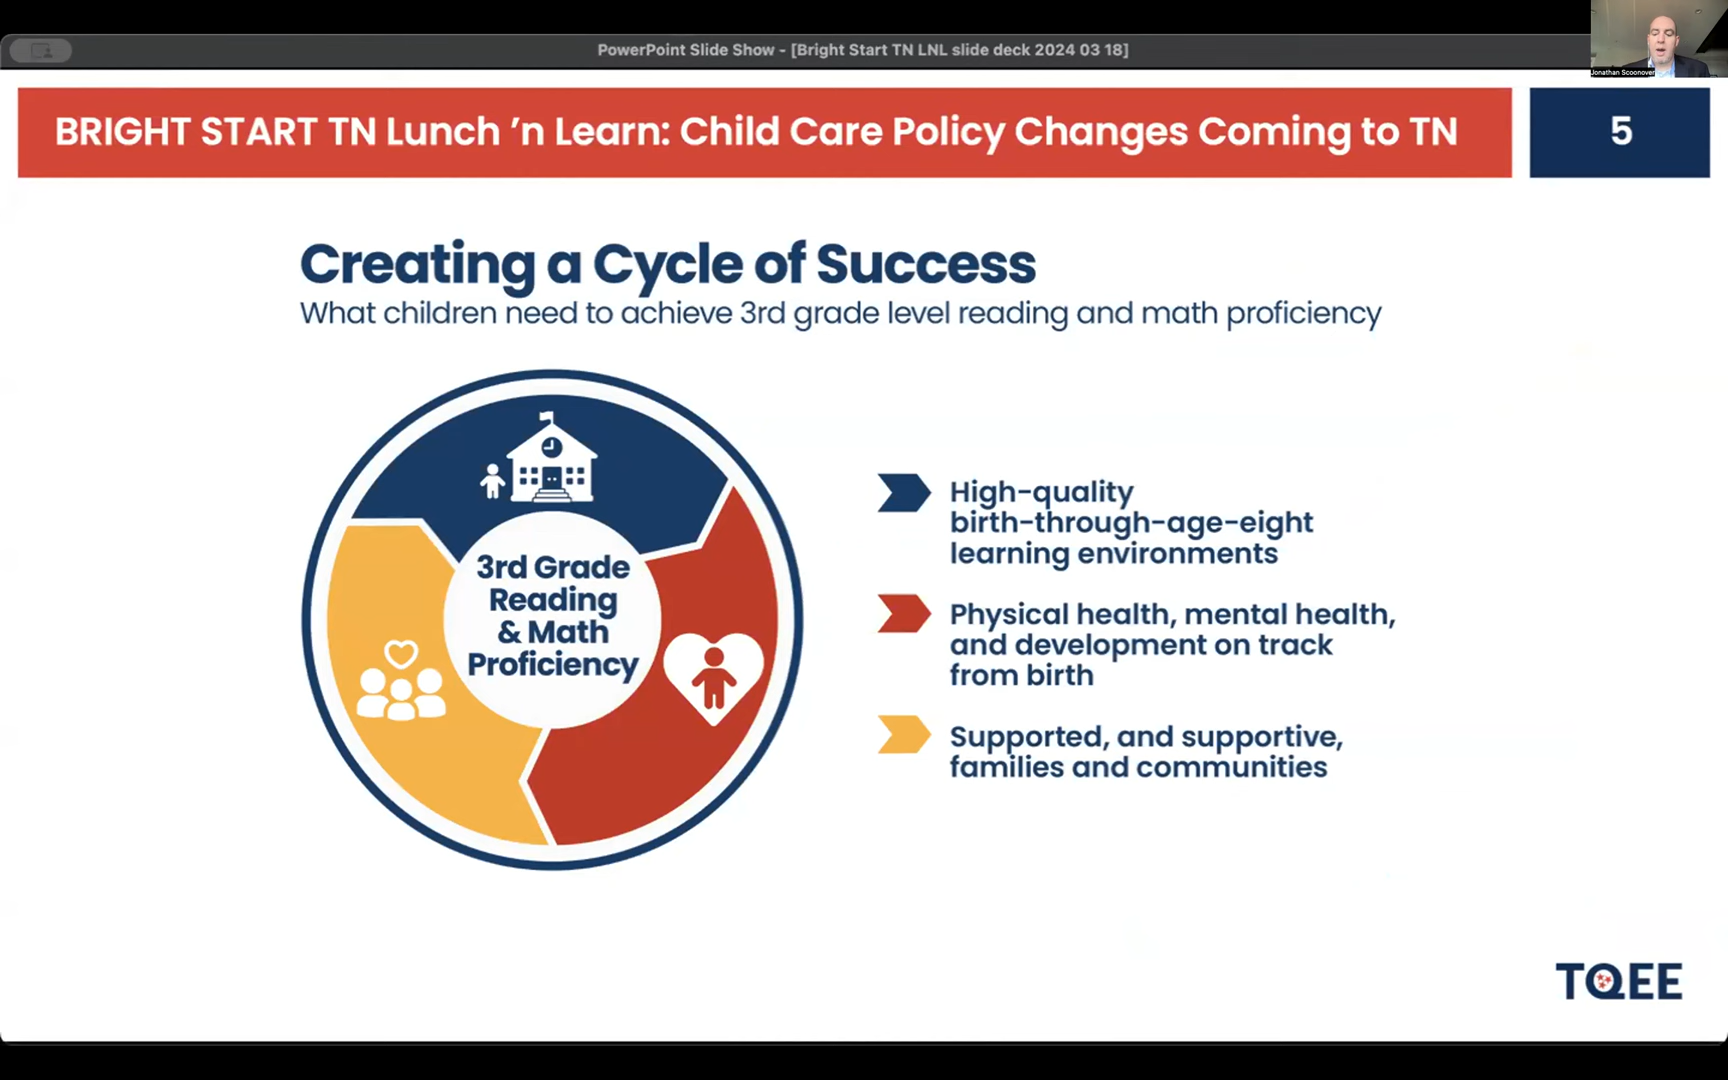 PowerPoint Slide Show - [Bright Start TN LNL slide deck 2024 03 18]
Jonathan Scoonover
BRIGHT START TN Lunch ’n Learn: Child Care Policy Changes Coming to TN
5
Creating a Cycle of Success
What children need to achieve 3rd grade level reading and math proficiency
3rd Grade
Reading
& Math
Proficiency
High-quality
birth-through-age-eight
learning environments
Physical health, mental health,
and development on track
from birth
Supported, and supportive,
families and communities
TQEE